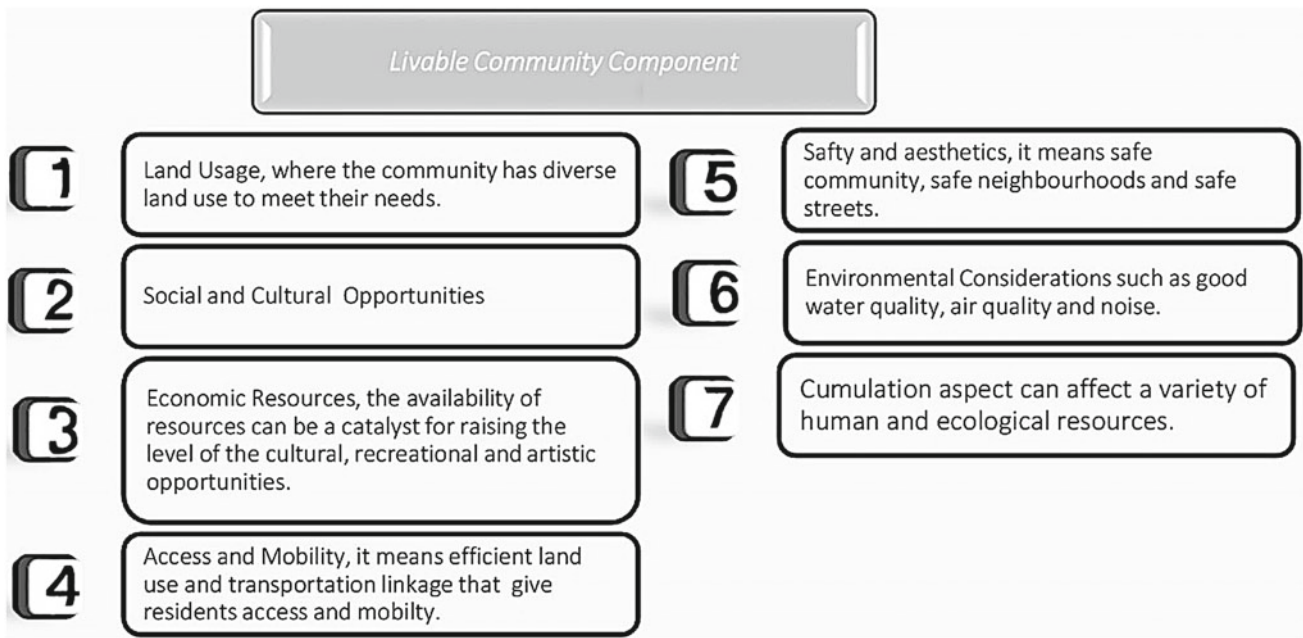 Livable Community Component
1
Land Usage, where the community has diverse
land use to meet their needs.
2
Social and Cultural Opportunities
3
Economic Resources, the availability of
resources can be a catalyst for raising the
level of the cultural, recreational and artistic
opportunities.
4
Access and Mobility, it means efficient land
use and transportation linkage that give
residents access and mobilty.
5
Safty and aesthetics, it means safe
community, safe neighbourhoods and safe
streets.
6
Environmental Considerations such as good
water quality, air quality and noise.
7
Cumulation aspect can affect a variety of
human and ecological resources.